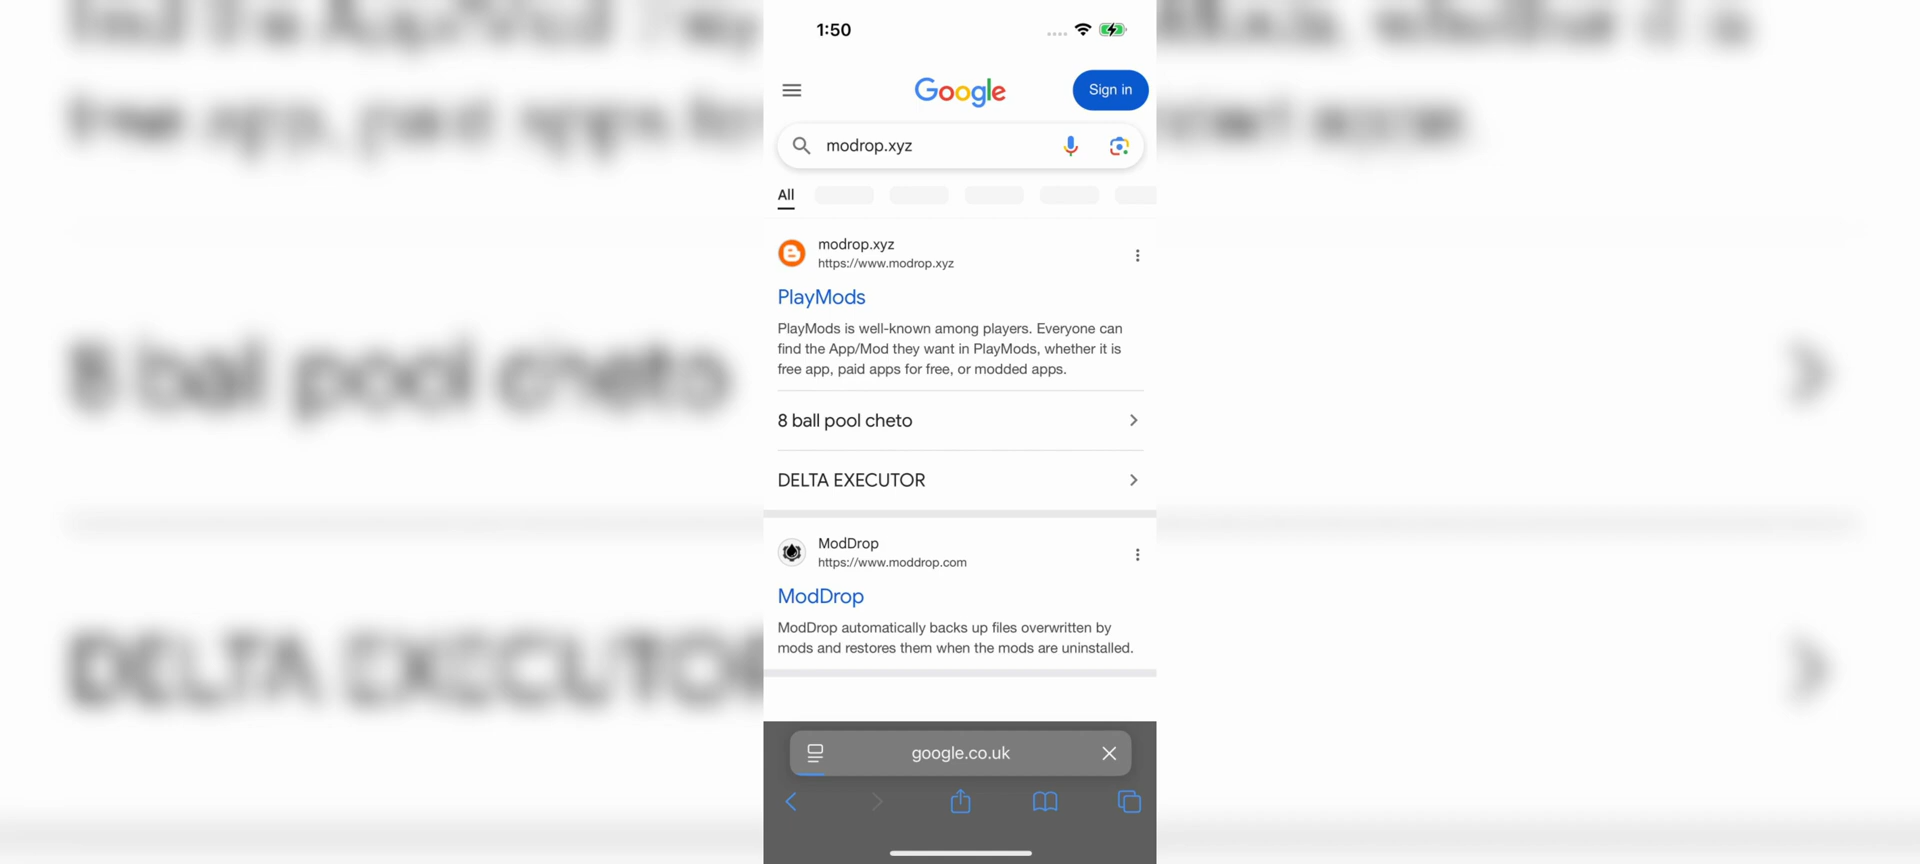 1:50
Google
Sign in
modrop.xyz
All
modrop.xyz
https://www.modrop.xyz
PlayMods
PlayMods is well-known among players. Everyone can
find the App/Mod they want in PlayMods, whether it is
free app, paid apps for free, or modded apps.
8 ball pool cheto
DELTA EXECUTOR
ModDrop
https://www.moddrop.com
ModDrop
ModDrop automatically backs up files overwritten by
mods and restores them when the mods are uninstalled.
google.co.uk